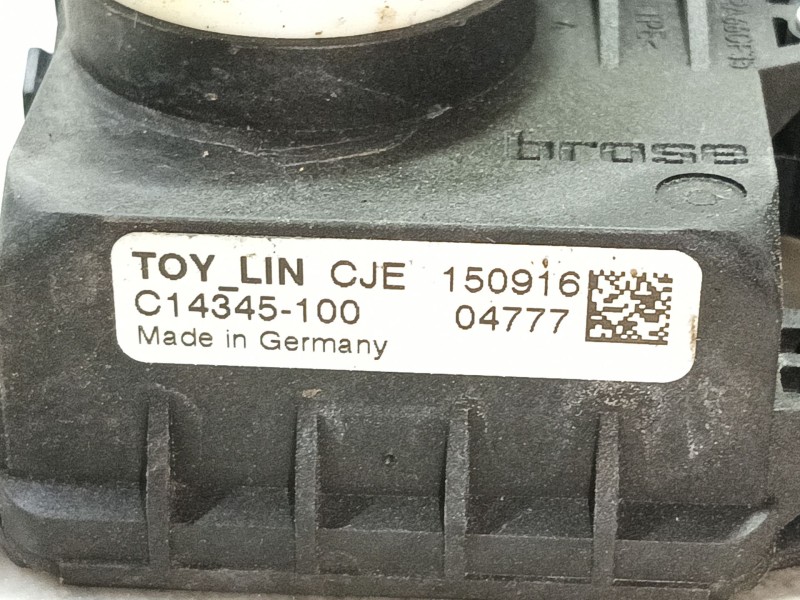 brose
TOY_LIN CJE 150916
C14345-100 04777
Made in Germany